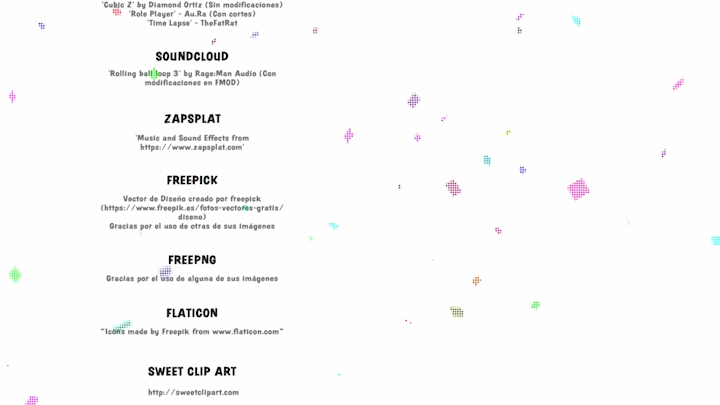 'Cubic Z' by Diamond Ortiz (Sin modificaciones)
'Role Player' - Au.Ra (Con cortes)
'Time Lapse' - TheFatRat
SOUNDCLOUD
'Rolling ball loop 3' by Rage:Man Audio (Con
modificaciones en FMOD)
ZAPSPLAT
'Music and Sound Effects from
https://www.zapsplat.com'
FREEPICK
Vector de Diseño creado por freepick
(https://www.freepik.es/fotos-vectores-gratis/
diseno)
Gracias por el uso de otras de sus imágenes
FREEPNG
Gracias por el uso de alguna de sus imágenes
FLATICON
"Icons made by Freepik from www.flaticon.com"
SWEET CLIP ART
http://sweetclipart.com